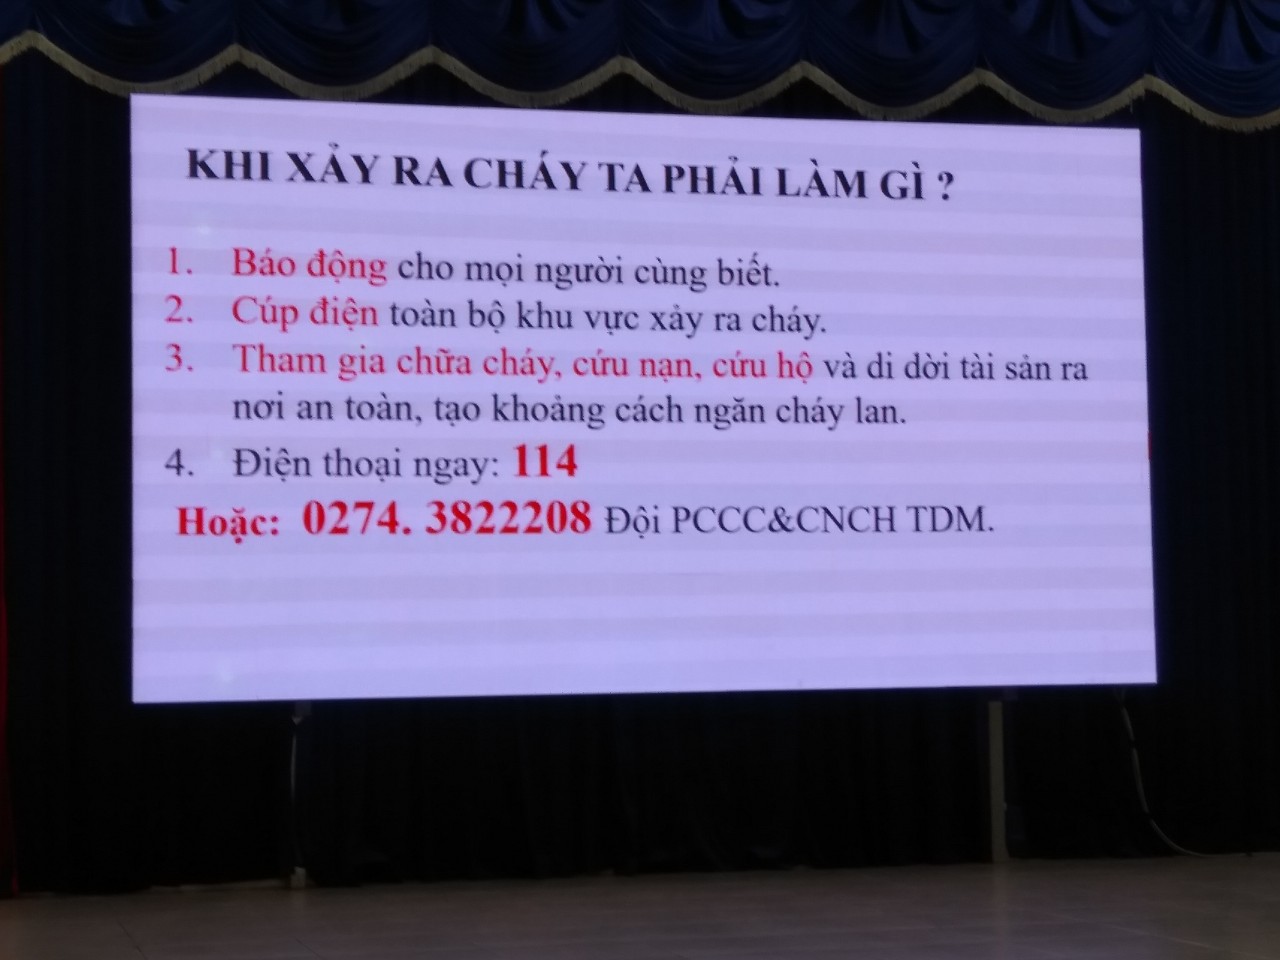 KHI XẢY RA CHÁY TA PHẢI LÀM GÌ ?
1. Báo động cho mọi người cùng biết.
2. Cúp điện toàn bộ khu vực xảy ra cháy.
3. Tham gia chữa cháy, cứu nạn, cứu hộ và di dời tài sản ra
nơi an toàn, tạo khoảng cách ngăn cháy lan.
4. Điện thoại ngay: 114
Hoặc: 0274. 3822208 Đội PCCC&CNCH TDM.